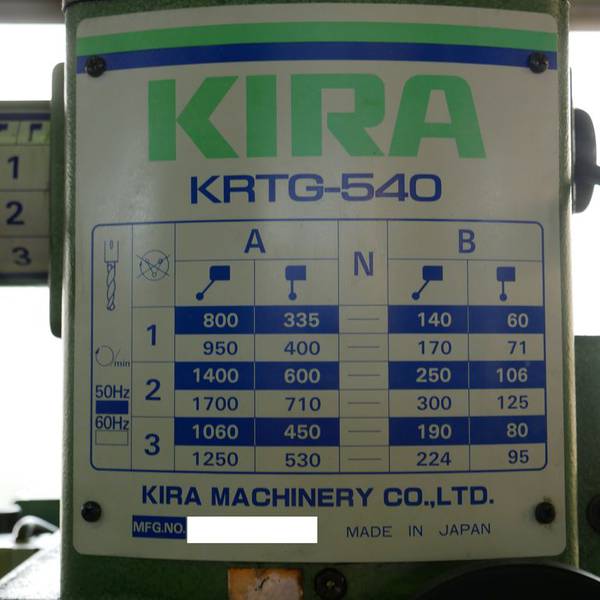 KIRA
KRTG-540
A N B
1 800 335 — 140 60
950 400 — 170 71
2 1400 600 — 250 106
1700 710 — 300 125
3 1060 450 — 190 80
1250 530 — 224 95
/min
50Hz
60Hz
KIRA MACHINERY CO.,LTD.
MFG.NO. MADE IN JAPAN
1
2
3